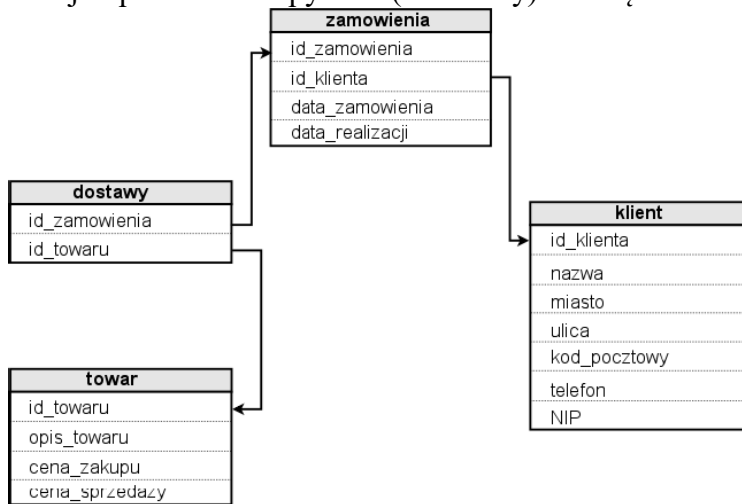 zamowienia
id_zamowienia
id_klienta
data_zamowienia
data_realizacji
dostawy
id_zamowienia
id_towaru
klient
id_klienta
nazwa
miasto
ulica
kod_pocztowy
telefon
NIP
towar
id_towaru
opis_towaru
cena_zakupu
cena_sprzedazy